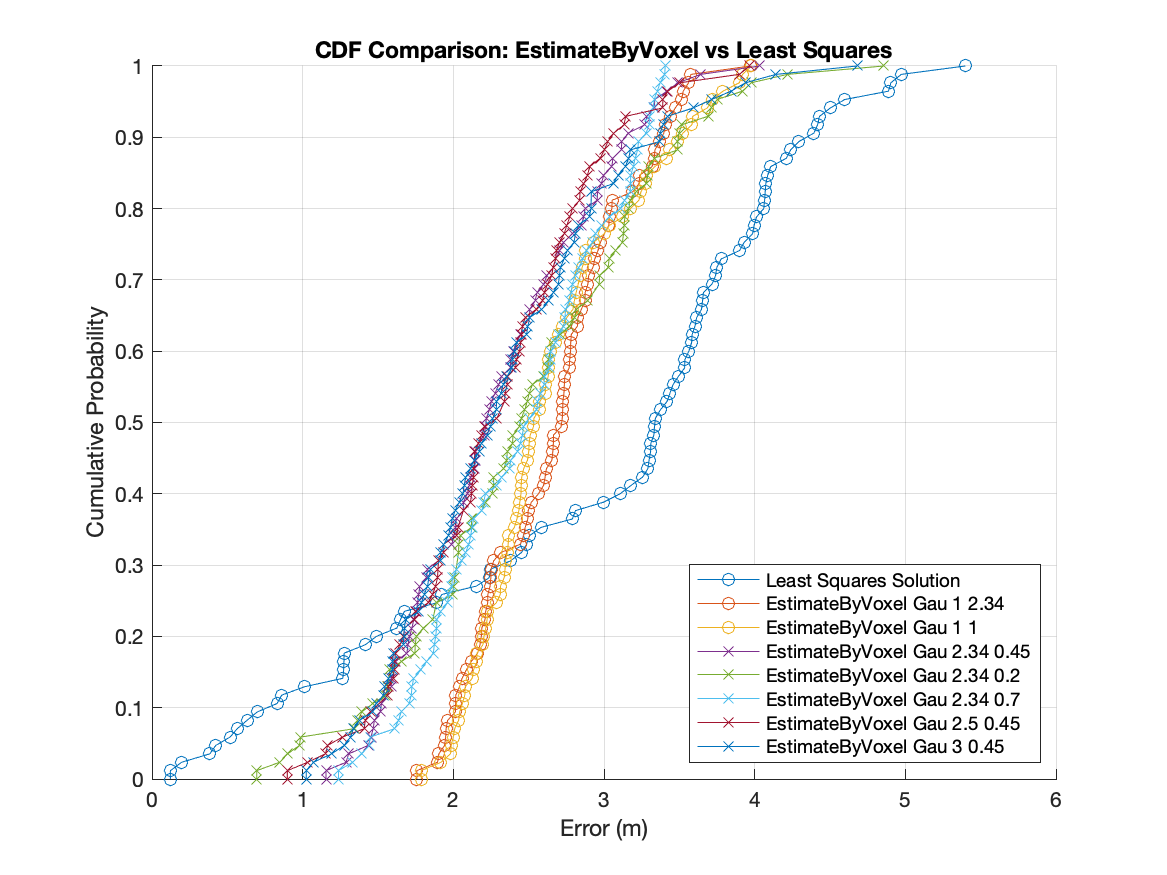 CDF Comparison: EstimateByVoxel vs Least Squares
1
0.9
0.8
0.7
0.6
0.5
0.4
0.3
0.2
0.1
0
Cumulative Probability
Least Squares Solution
EstimateByVoxel Gau 1 2.34
EstimateByVoxel Gau 1 1
EstimateByVoxel Gau 2.34 0.45
EstimateByVoxel Gau 2.34 0.2
EstimateByVoxel Gau 2.34 0.7
EstimateByVoxel Gau 2.5 0.45
EstimateByVoxel Gau 3 0.45
0 1 2 3 4 5 6
Error (m)